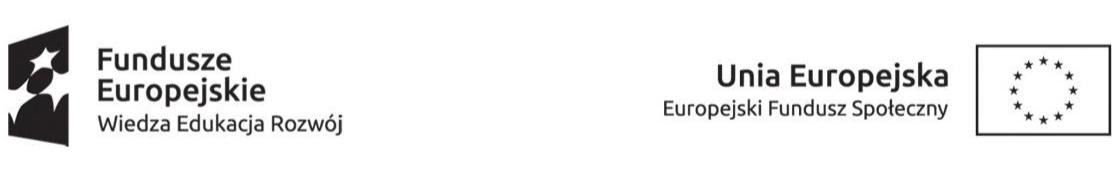 Fundusze
Europejskie
Wiedza Edukacja Rozwój
Unia Europejska
Europejski Fundusz Społeczny